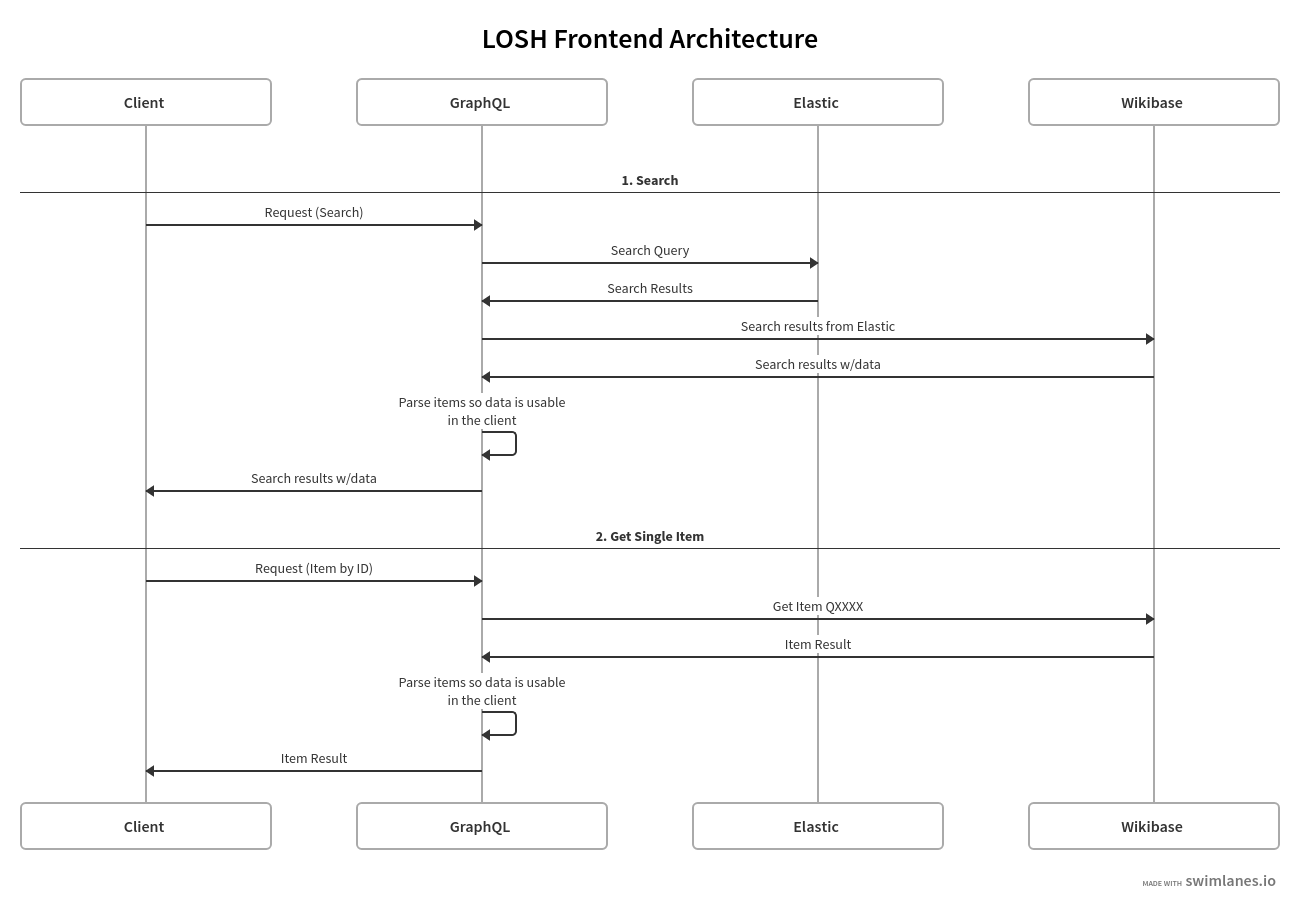 LOSH Frontend Architecture
Client
GraphQL
Elastic
Wikibase
1. Search
Request (Search)
Search Query
Search Results
Search results from Elastic
Search results w/data
Parse items so data is usable
in the client
Search results w/data
2. Get Single Item
Request (Item by ID)
Get Item QXXXX
Item Result
Parse items so data is usable
in the client
Item Result
Client
GraphQL
Elastic
Wikibase
MADE WITH swimlanes.io